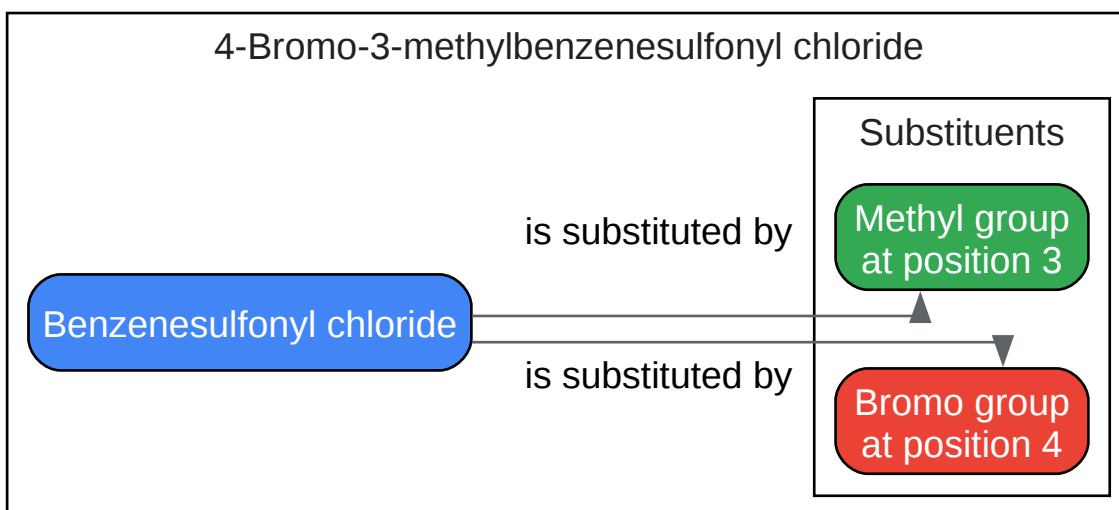 4-Bromo-3-methylbenzenesulfonyl chloride
Substituents
is substituted by
Methyl group
at position 3
Benzenesulfonyl chloride
is substituted by
Bromo group
at position 4